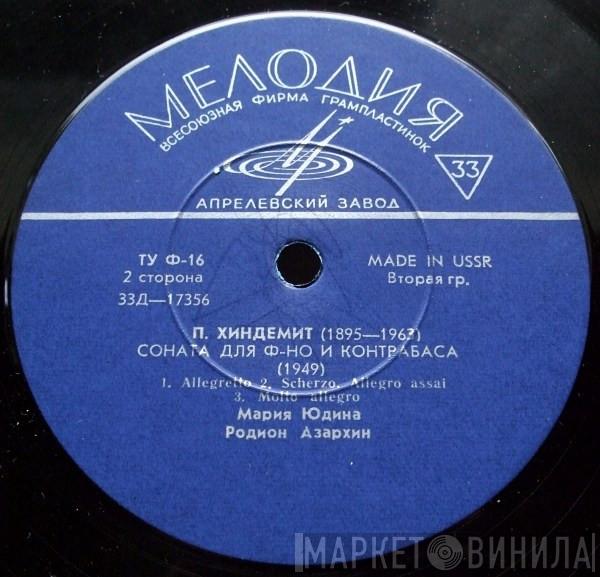 МЕЛОДИЯ
ВСЕСОЮЗНАЯ ФИРМА ГРАМПЛАСТИНОК
33
АПРЕЛЕВСКИЙ ЗАВОД
ТУ Ф-16
MADE IN USSR
2 сторона
Вторая гр.
33Д—17356
П. ХИНДЕМИТ (1895—1963)
СОНАТА ДЛЯ Ф-НО И КОНТРАБАСА
(1949)
1. Allegretto 2. Scherzo. Allegro assai
3. Molto allegro
Мария Юдина
Родион Азархин
МАРКЕТОВИНИЛА